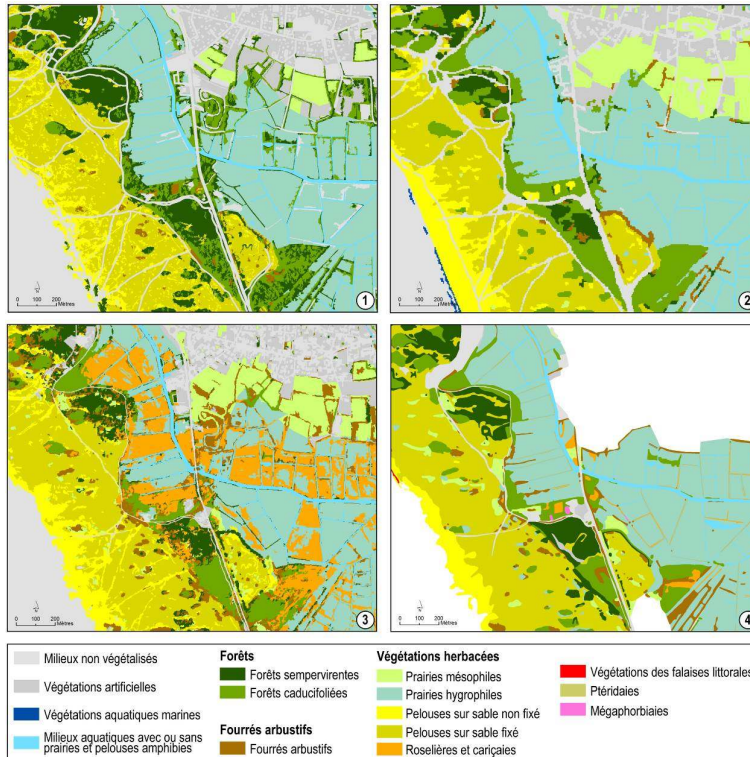 N
0 100 200
Mètres
1
N
0 100 200
Mètres
2
N
0 100 200
Mètres
3
N
0 100 200
Mètres
4
Milieux non végétalisés
Végétations artificielles
Végétations aquatiques marines
Milieux aquatiques avec ou sans
prairies et pelouses amphibies
Forêts
Forêts sempervirentes
Forêts caducifoliées
Fourrés arbustifs
Fourrés arbustifs
Végétations herbacées
Prairies mésophiles
Prairies hygrophiles
Pelouses sur sable non fixé
Pelouses sur sable fixé
Roselières et cariçaies
Végétations des falaises littorales
Ptéridaies
Mégaphorbiaies